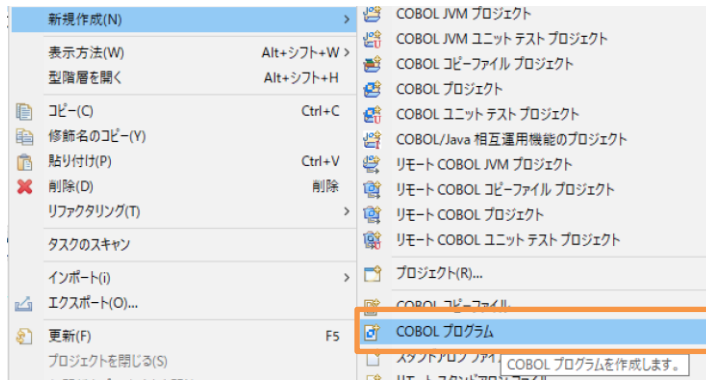 新規作成(N) >
表示方法(W) Alt+シフト+W >
型階層を開く Alt+シフト+H
コピー(C) Ctrl+C
修飾名のコピー(Y)
貼り付け(P) Ctrl+V
削除(D) 削除
リファクタリング(T) >
タスクのスキャン
インポート(i) >
エクスポート(O)...
更新(F) F5
プロジェクトを閉じる(S)
COBOL JVM プロジェクト
COBOL JVM ユニット テスト プロジェクト
COBOL コピーファイル プロジェクト
COBOL プロジェクト
COBOL ユニット テスト プロジェクト
COBOL/Java 相互運用機能のプロジェクト
リモート COBOL JVM プロジェクト
リモート COBOL コピーファイル プロジェクト
リモート COBOL プロジェクト
リモート COBOL ユニット テスト プロジェクト
プロジェクト(R)...
COBOL コピーファイル
COBOL プログラム
COBOL プログラムを作成します。